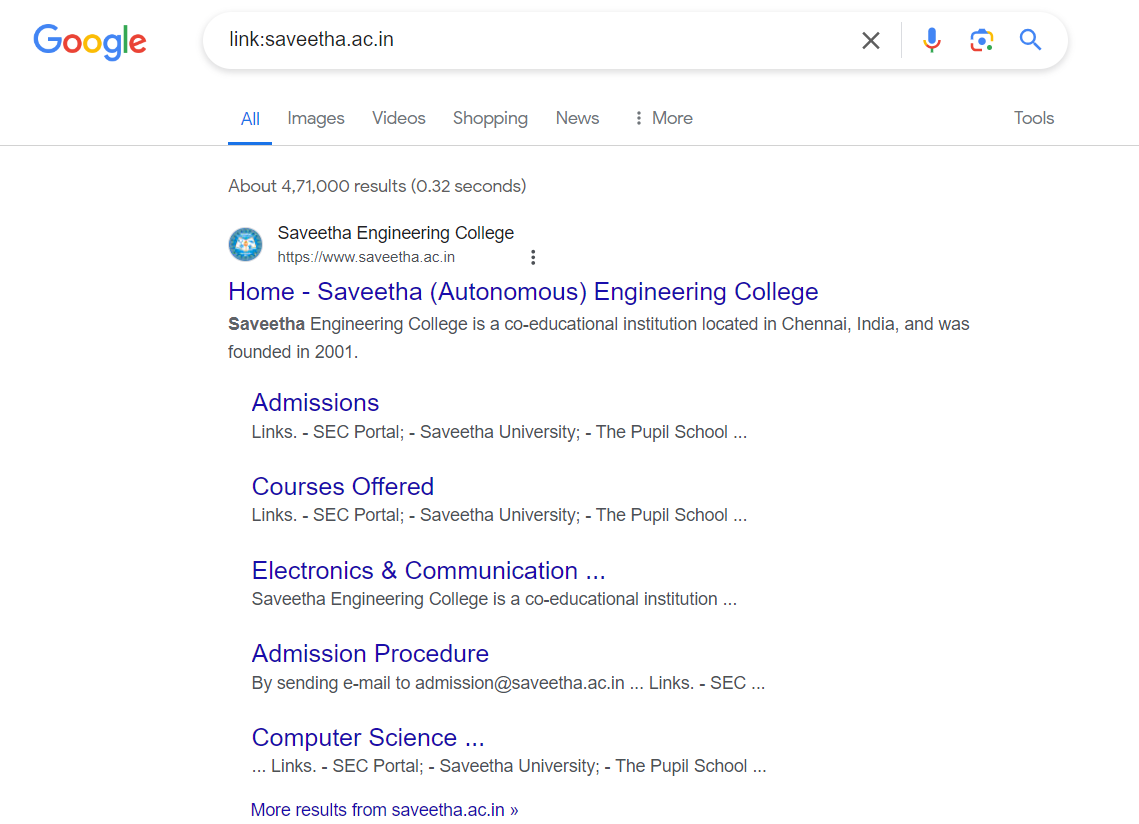 Google
link:saveetha.ac.in
All Images Videos Shopping News More Tools
About 4,71,000 results (0.32 seconds)
Saveetha Engineering College
https://www.saveetha.ac.in
Home - Saveetha (Autonomous) Engineering College
Saveetha Engineering College is a co-educational institution located in Chennai, India, and was
founded in 2001.
Admissions
Links. - SEC Portal; - Saveetha University; - The Pupil School ...
Courses Offered
Links. - SEC Portal; - Saveetha University; - The Pupil School ...
Electronics & Communication ...
Saveetha Engineering College is a co-educational institution ...
Admission Procedure
By sending e-mail to admission@saveetha.ac.in ... Links. - SEC ...
Computer Science ...
... Links. - SEC Portal; - Saveetha University; - The Pupil School ...
More results from saveetha.ac.in »